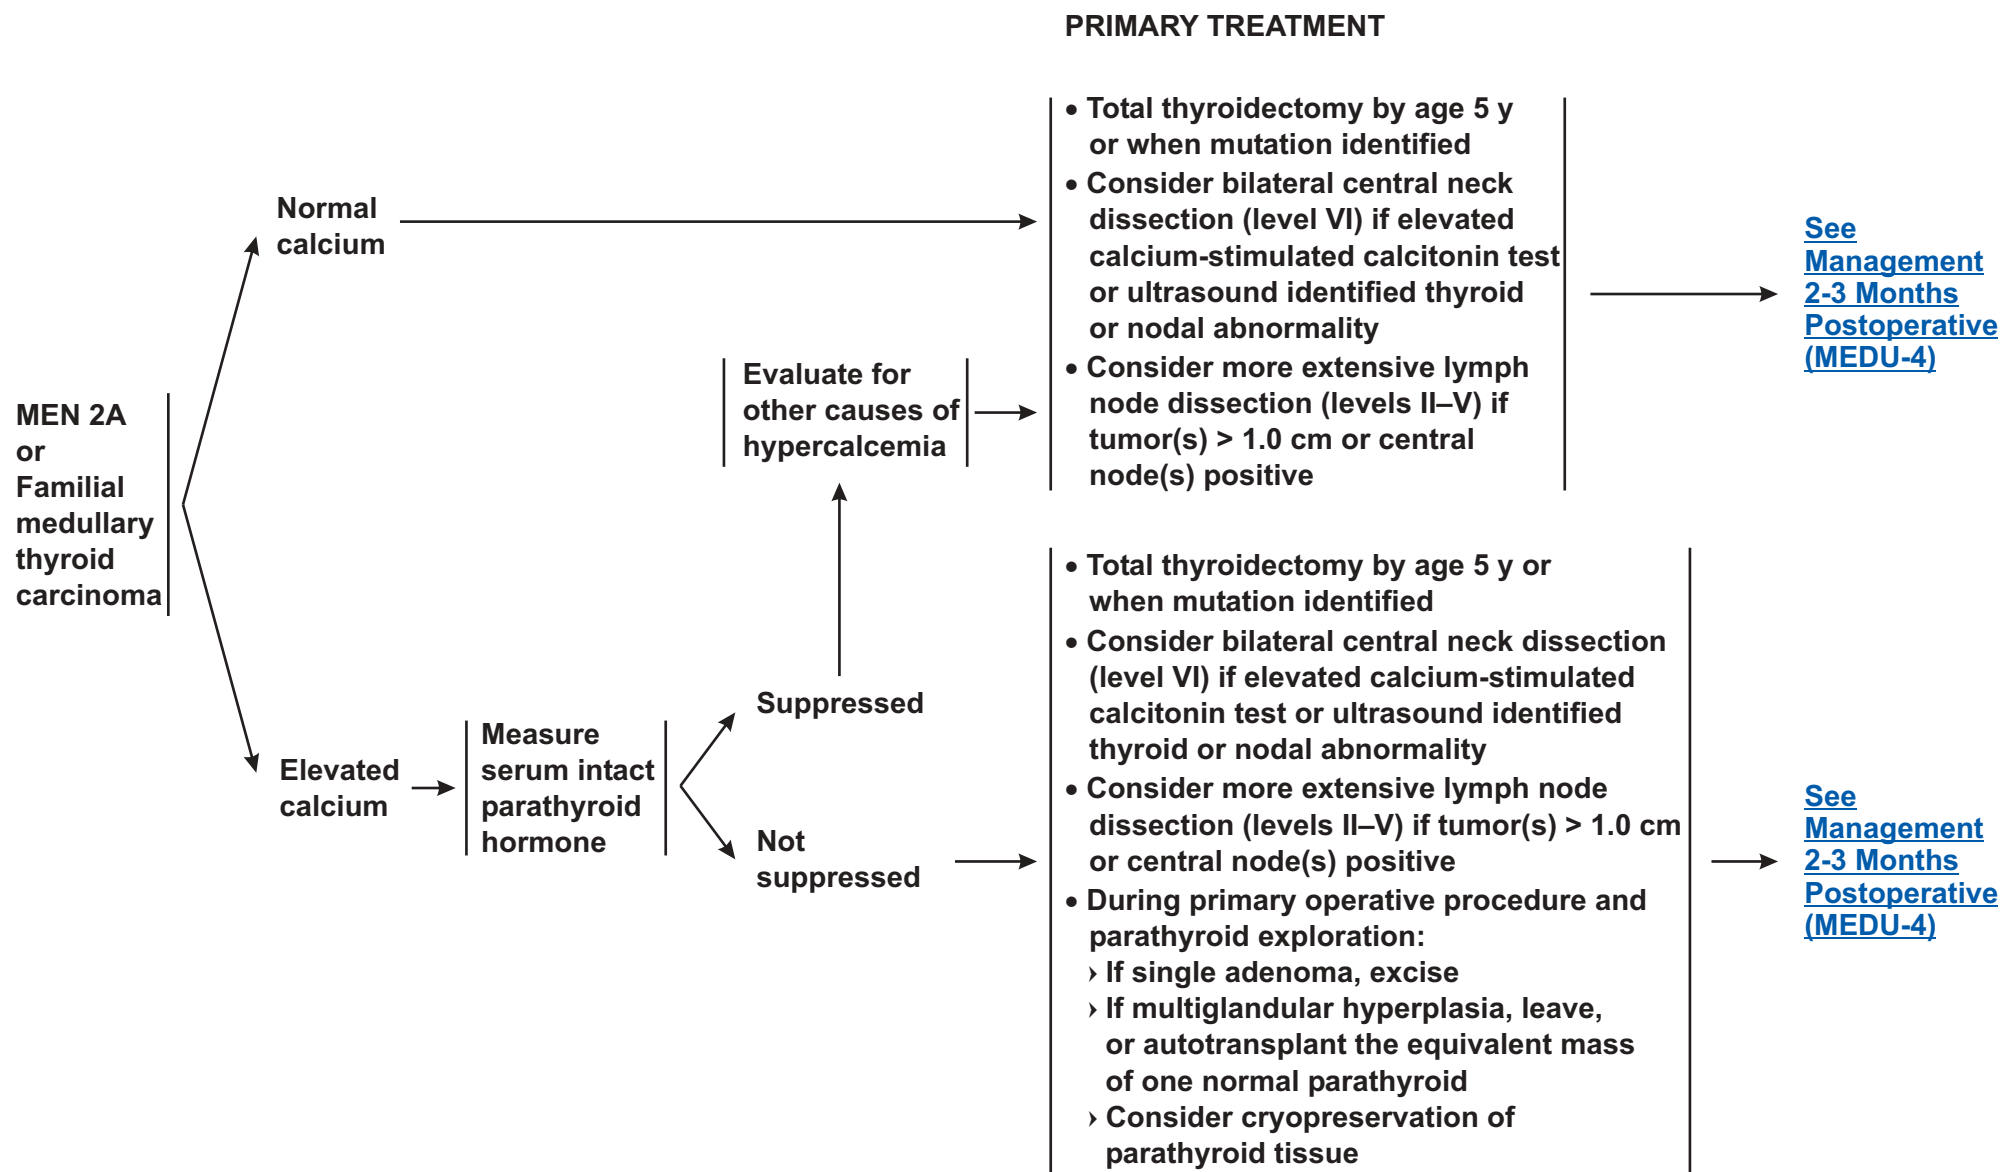 PRIMARY TREATMENT
MEN 2A
or
Familial
medullary
thyroid
carcinoma
Normal
calcium
Elevated
calcium
Measure
serum intact
parathyroid
hormone
Suppressed
Not
suppressed
Evaluate for
other causes of
hypercalcemia
• Total thyroidectomy by age 5 y
or when mutation identified
• Consider bilateral central neck
dissection (level VI) if elevated
calcium-stimulated calcitonin test
or ultrasound identified thyroid
or nodal abnormality
• Consider more extensive lymph
node dissection (levels II–V) if
tumor(s) > 1.0 cm or central
node(s) positive
See
Management
2-3 Months
Postoperative
(MEDU-4)
• Total thyroidectomy by age 5 y or
when mutation identified
• Consider bilateral central neck dissection
(level VI) if elevated calcium-stimulated
calcitonin test or ultrasound identified
thyroid or nodal abnormality
• Consider more extensive lymph node
dissection (levels II–V) if tumor(s) > 1.0 cm
or central node(s) positive
• During primary operative procedure and
parathyroid exploration:
› If single adenoma, excise
› If multiglandular hyperplasia, leave,
or autotransplant the equivalent mass
of one normal parathyroid
› Consider cryopreservation of
parathyroid tissue
See
Management
2-3 Months
Postoperative
(MEDU-4)